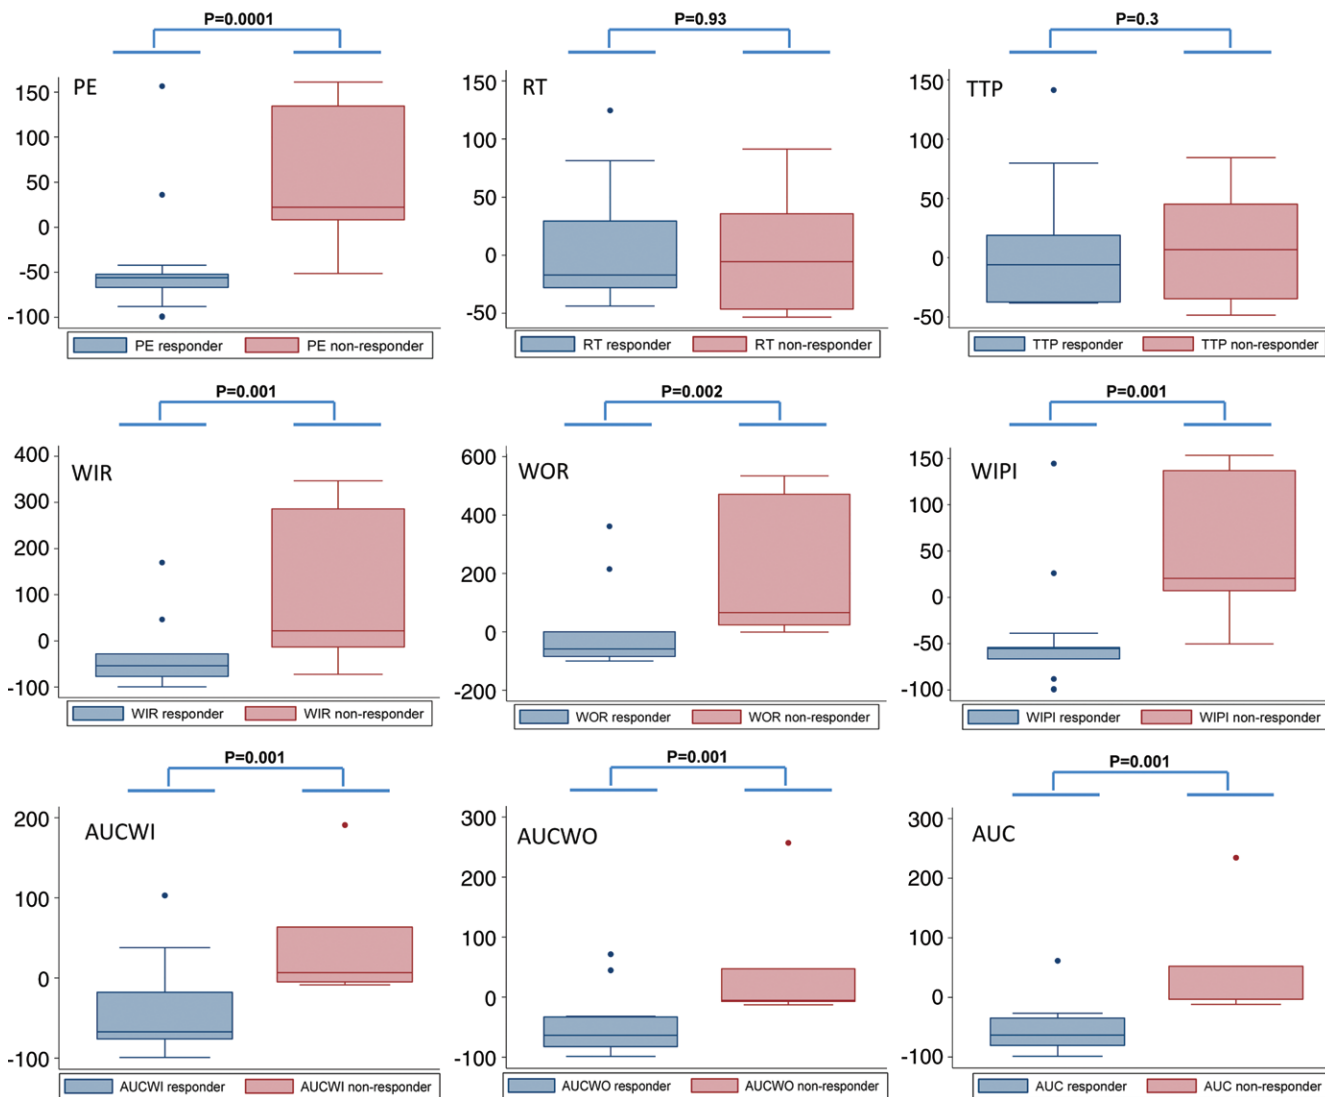 P=0.0001
PE
150
100
50
0
-50
-100
PE responder PE non-responder
P=0.93
RT
150
100
50
0
-50
RT responder RT non-responder
P=0.3
TTP
150
100
50
0
-50
TTP responder TTP non-responder
P=0.001
WIR
400
300
200
100
0
-100
WIR responder WIR non-responder
P=0.002
WOR
600
400
200
0
-200
WOR responder WOR non-responder
P=0.001
WIPI
150
100
50
0
-50
-100
WIPI responder WIPI non-responder
P=0.001
AUCWI
200
100
0
-100
AUCWI responder AUCWI non-responder
P=0.001
AUCWO
300
200
100
0
-100
AUCWO responder AUCWO non-responder
P=0.001
AUC
300
200
100
0
-100
AUC responder AUC non-responder